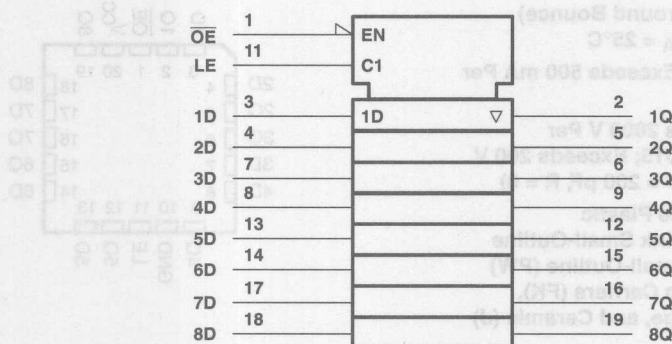 OE 1 EN
LE 11 C1
1D 3 1D 2 1Q
2D 4 5 2Q
3D 7 6 3Q
4D 8 9 4Q
5D 13 12 5Q
6D 14 15 6Q
7D 17 16 7Q
8D 18 19 8Q